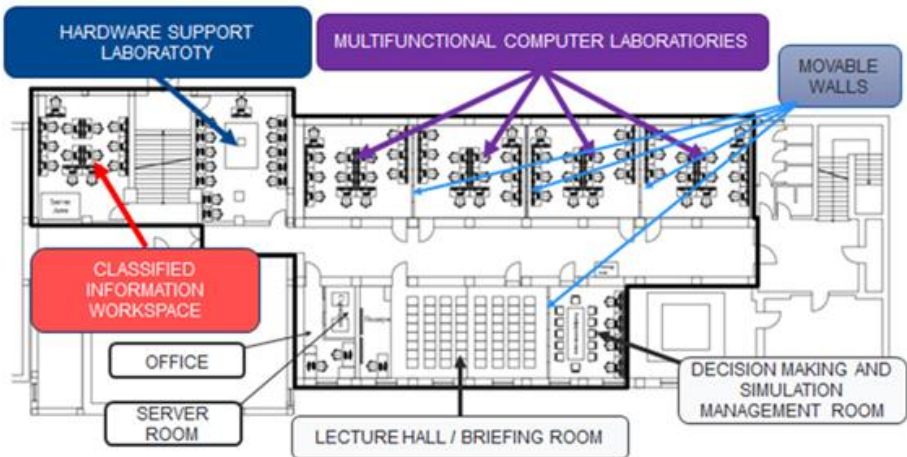 HARDWARE SUPPORT
LABORATOTY
MULTIFUNCTIONAL COMPUTER LABORATIORIES
MOVABLE
WALLS
CLASSIFIED
INFORMATION
WORKSPACE
OFFICE
SERVER
ROOM
LECTURE HALL / BRIEFING ROOM
DECISION MAKING AND
SIMULATION
MANAGEMENT ROOM